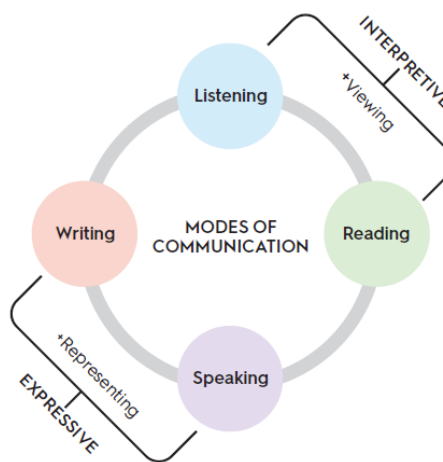 INTERPRETIVE
+Viewing
Listening
Writing
MODES OF
COMMUNICATION
Reading
+Representing
EXPRESSIVE
Speaking